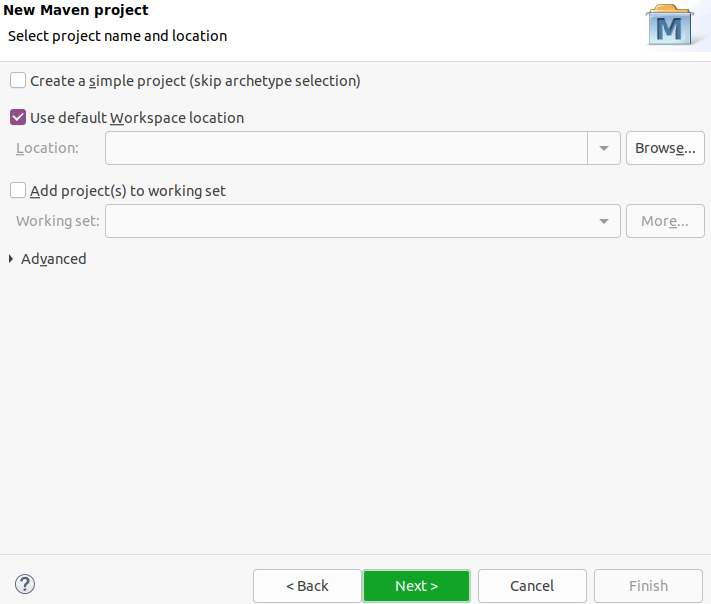 New Maven project
Select project name and location
M
Create a simple project (skip archetype selection)
Use default Workspace location
Location:
Browse...
Add project(s) to working set
Working set:
More...
Advanced
?
< Back
Next >
Cancel
Finish